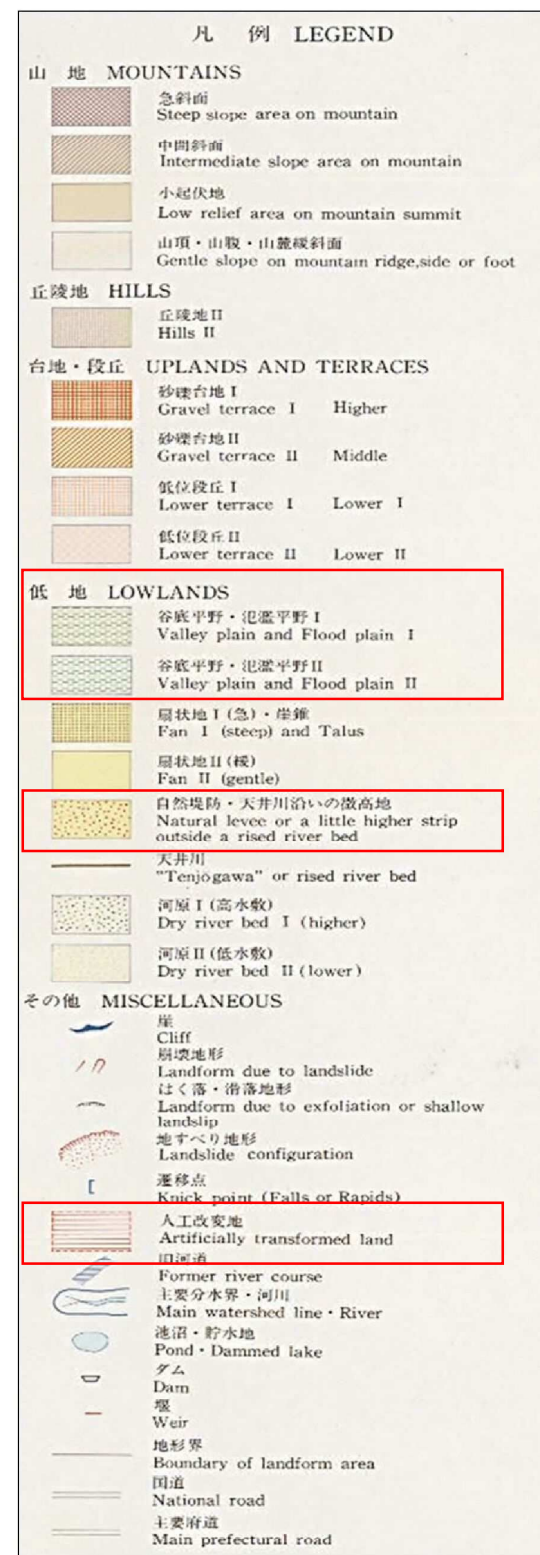 凡 例 LEGEND
山 地 MOUNTAINS
急斜面
Steep slope area on mountain
中間斜面
Intermediate slope area on mountain
小起伏地
Low relief area on mountain summit
山頂・山腹・山麓緩斜面
Gentle slope on mountain ridge,side or foot
丘陵地 HILLS
丘陵地II
Hills II
台地・段丘 UPLANDS AND TERRACES
砂礫台地 I
Gravel terrace I Higher
砂礫台地 II
Gravel terrace II Middle
低位段丘 I
Lower terrace I Lower I
低位段丘 II
Lower terrace II Lower II
低 地 LOWLANDS
谷底平野・氾濫平野 I
Valley plain and Flood plain I
谷底平野・氾濫平野 II
Valley plain and Flood plain II
扇状地 I (急)・崖錐
Fan I (steep) and Talus
扇状地 II (緩)
Fan II (gentle)
自然堤防・天井川沿いの微高地
Natural levee or a little higher strip
outside a rised river bed
天井川
"Tenjogawa" or rised river bed
河原 I (高水敷)
Dry river bed I (higher)
河原 II (低水敷)
Dry river bed II (lower)
その他 MISCELLANEOUS
崖
Cliff
崩壊地形
Landform due to landslide
はく落・滑落地形
Landform due to exfoliation or shallow
landslip
地すべり地形
Landslide configuration
遷移点
Knick point (Falls or Rapids)
人工改変地
Artificially transformed land
旧河道
Former river course
主要分水界・河川
Main watershed line・River
池沼・貯水地
Pond・Dammed lake
ダム
Dam
堰
Weir
地形界
Boundary of landform area
国道
National road
主要府道
Main prefectural road